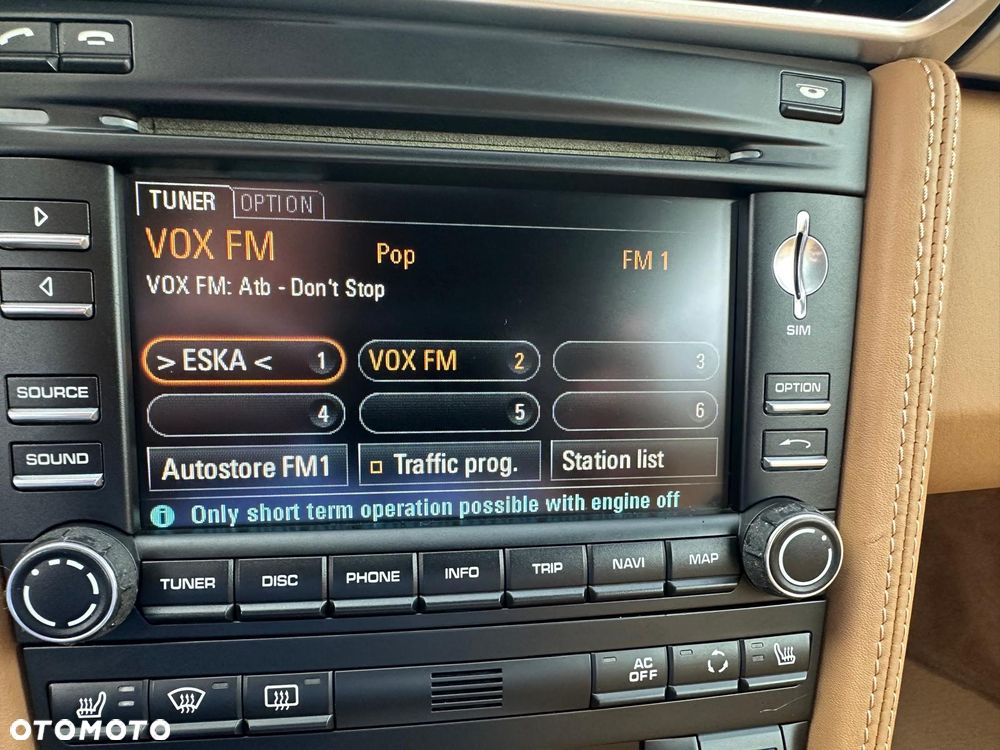 TUNER OPTION
VOX FM Pop FM 1
VOX FM: Atb - Don't Stop
> ESKA < 1 VOX FM 2 3
4 5 6
Autostore FM1 Traffic prog. Station list
Only short term operation possible with engine off
SOURCE
SOUND
SIM
OPTION
TUNER DISC PHONE INFO TRIP NAVI MAP
AC
OFF
OTOMOTO